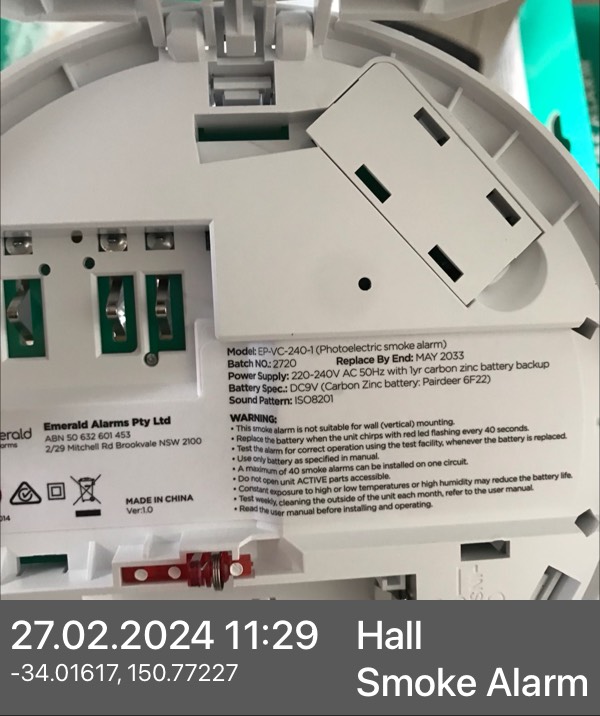 Model: EP-VC-240-1 (Photoelectric smoke alarm)
Batch NO.: 2720 Replace By End: MAY 2033
Power Supply: 220-240V AC 50Hz with 1yr carbon zinc battery backup
Battery Spec.: DC9V (Carbon Zinc battery: Pairdeer 6F22)
Sound Pattern: ISO8201
WARNING:
• This smoke alarm is not suitable for wall (vertical) mounting.
• Replace the battery when the unit chirps with red led flashing every 40 seconds.
• Test the alarm for correct operation using the test facility, whenever the battery is replaced.
• Use only battery as specified in manual.
• A maximum of 40 smoke alarms can be installed on one circuit.
• Do not open unit ACTIVE parts accessible.
• Constant exposure to high or low temperatures or high humidity may reduce the battery life.
• Test weekly, cleaning the outside of the unit each month, refer to the user manual.
• Read the user manual before installing and operating.
erald
arms
Emerald Alarms Pty Ltd
ABN 50 632 601 453
2/29 Mitchell Rd Brookvale NSW 2100
MADE IN CHINA
Ver:1.0
014
27.02.2024 11:29
-34.01617, 150.77227
Hall
Smoke Alarm